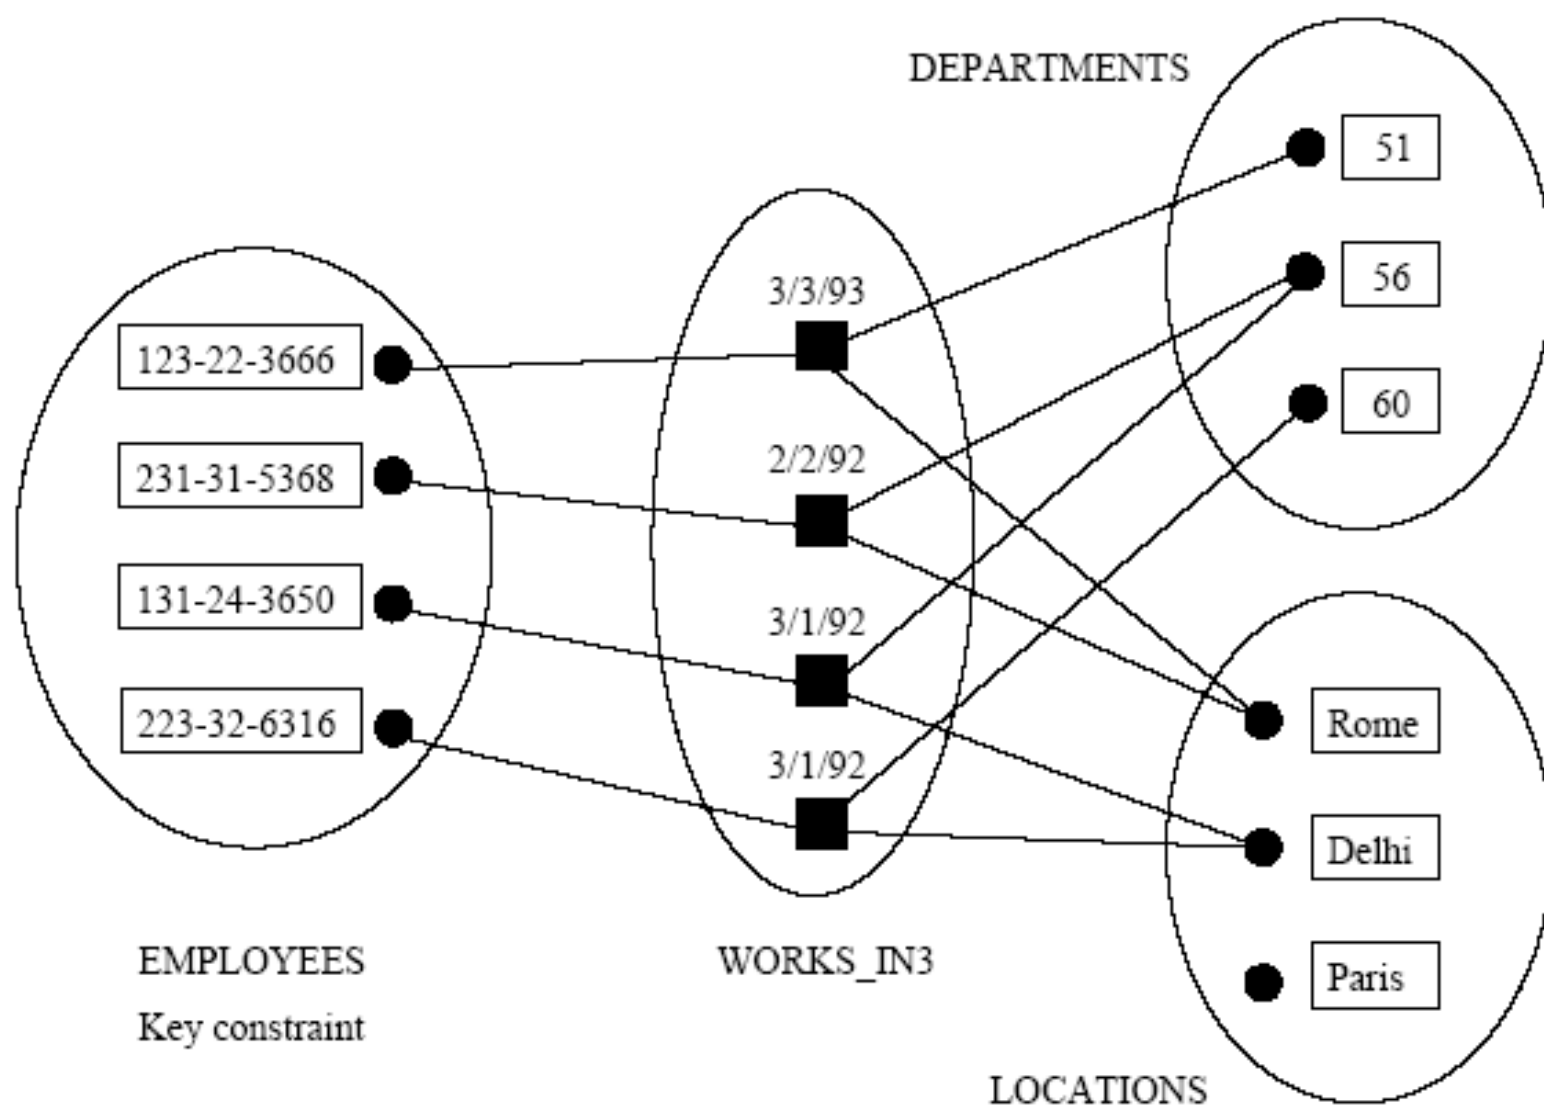 DEPARTMENTS
51
56
60
3/3/93
2/2/92
3/1/92
3/1/92
123-22-3666
231-31-5368
131-24-3650
223-32-6316
Rome
Delhi
Paris
EMPLOYEES
Key constraint
WORKS_IN3
LOCATIONS